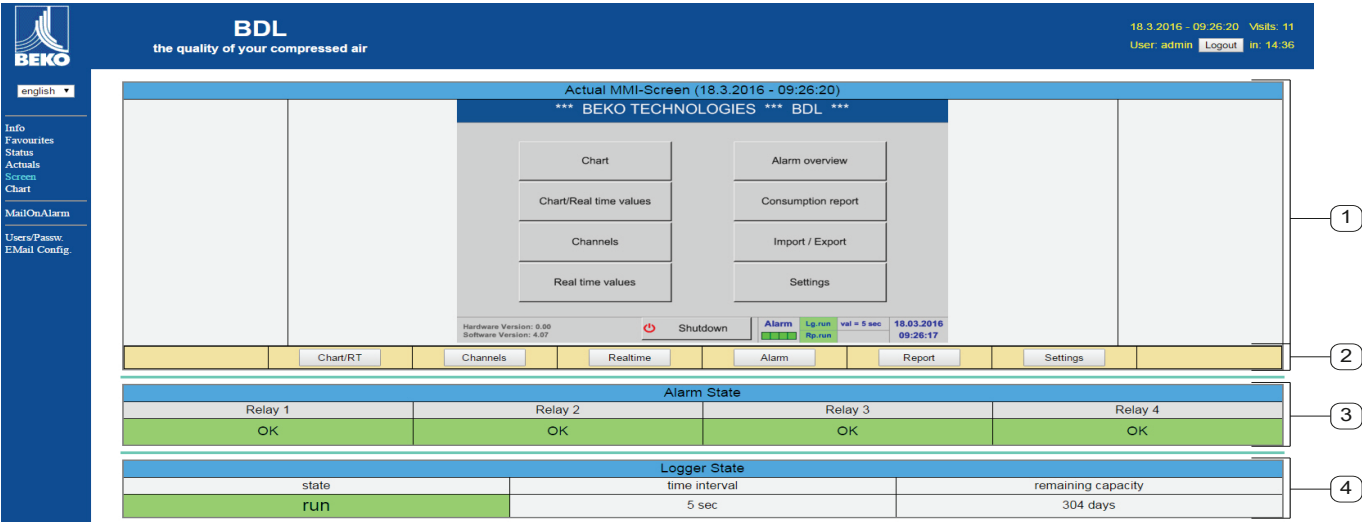 BDL
the quality of your compressed air
18.3.2016 - 09:26:20 Visits: 11
User: admin Logout in: 14:36
BEKO
english
Info
Favourites
Status
Actuals
Screen
Chart
MailOnAlarm
Users/Passw.
EMail Config.
Actual MMI-Screen (18.3.2016 - 09:26:20)
*** BEKO TECHNOLOGIES *** BDL ***
Chart Alarm overview
Chart/Real time values Consumption report
Channels Import / Export
Real time values Settings
Hardware Version: 0.00
Software Version: 4.07
Shutdown
Alarm Lg.run val = 5 sec 18.03.2016
Rp.run 09:26:17
1
Chart/RT Channels Realtime Alarm Report Settings
2
Alarm State
Relay 1 Relay 2 Relay 3 Relay 4
OK OK OK OK
3
Logger State
state time interval remaining capacity
run 5 sec 304 days
4